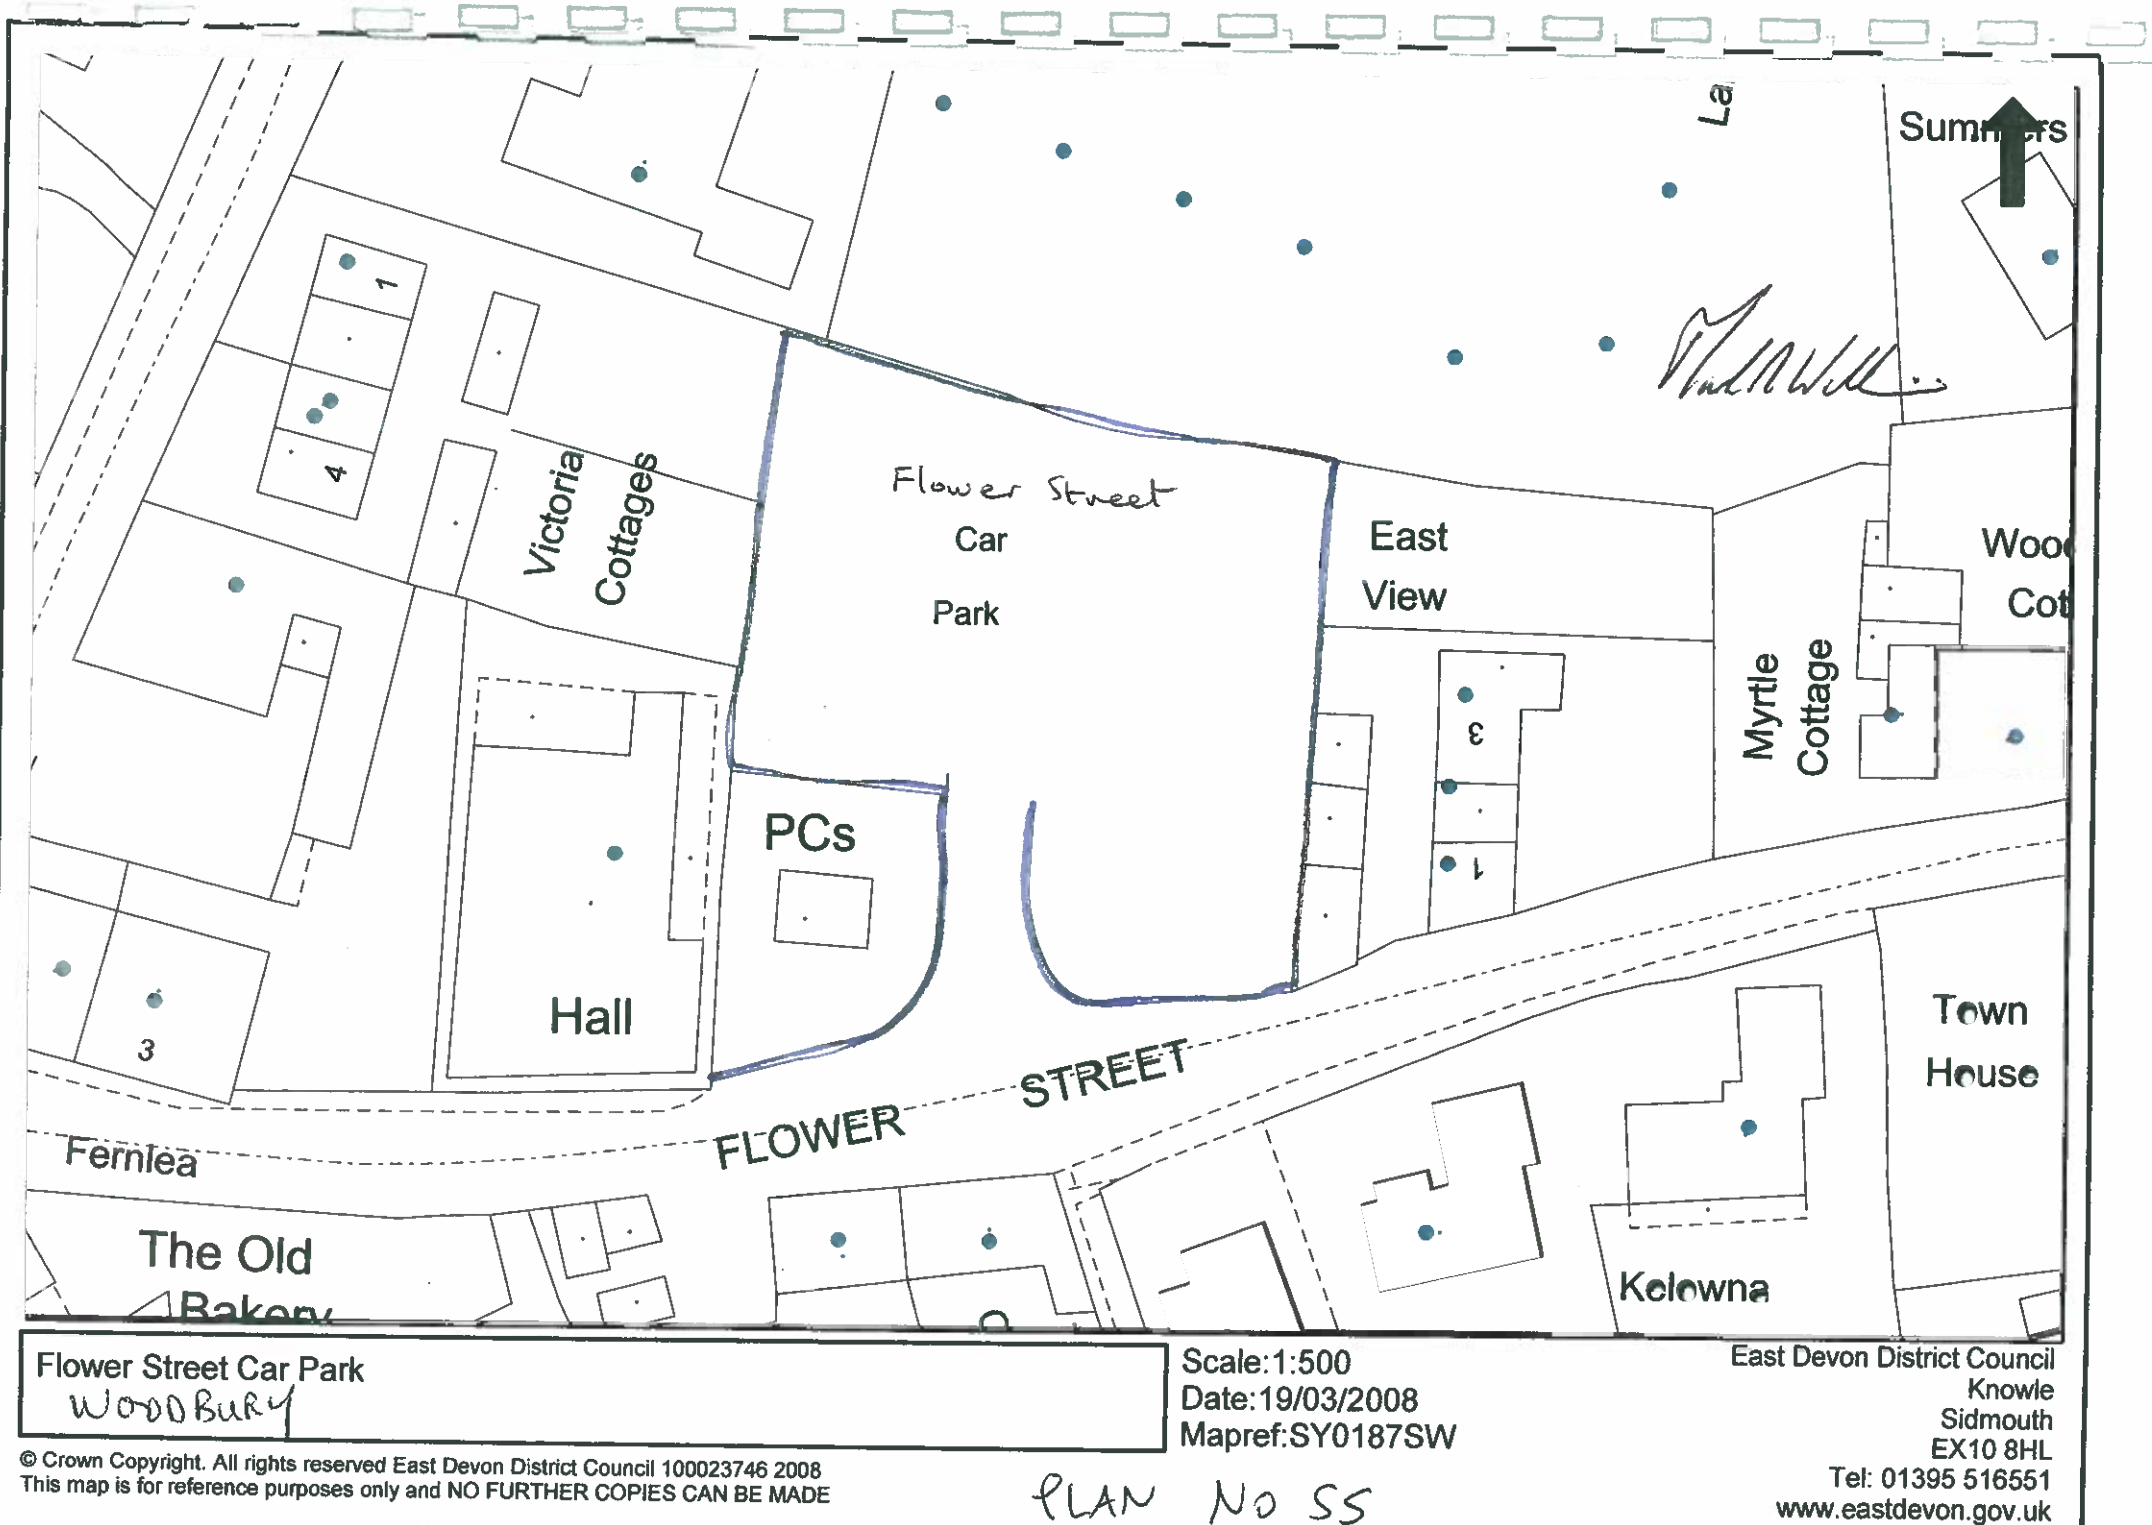 La
Summers
1
4
Victoria
Cottages
Flower Street
Car
Park
East
View
Myrtle
Cottage
Woo
Cot
3
1
PCs
Hall
3
FLOWER STREET
Town
House
Fernlea
The Old
Bakery
Kelowna
Flower Street Car Park
WOODBURY
Scale:1:500
Date:19/03/2008
Mapref:SY0187SW
East Devon District Council
Knowle
Sidmouth
EX10 8HL
Tel: 01395 516551
www.eastdevon.gov.uk
© Crown Copyright. All rights reserved East Devon District Council 100023746 2008
This map is for reference purposes only and NO FURTHER COPIES CAN BE MADE
PLAN NO 55